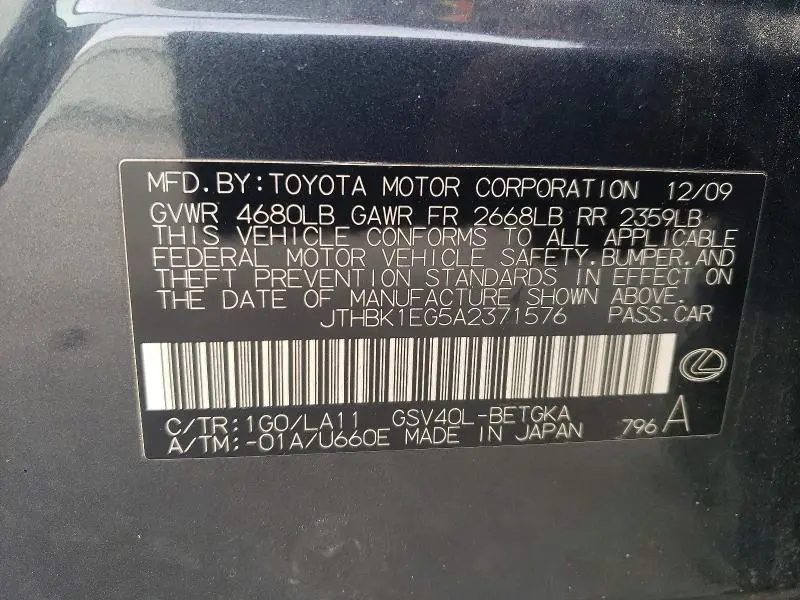 MFD.BY:TOYOTA MOTOR CORPORATION 12/09
GVWR 4680LB GAWR FR 2668LB RR 2359LB
THIS VEHICLE CONFORMS TO ALL APPLICABLE
FEDERAL MOTOR VEHICLE SAFETY.BUMPER.AND
THEFT PREVENTION STANDARDS IN EFFECT ON
THE DATE OF MANUFACTURE SHOWN ABOVE.
JTHBK1EG5A2371576 PASS.CAR
C/TR:1G0/LA11 GSV40L-BETGKA
A/TM:-01A/U660E MADE IN JAPAN 796 A